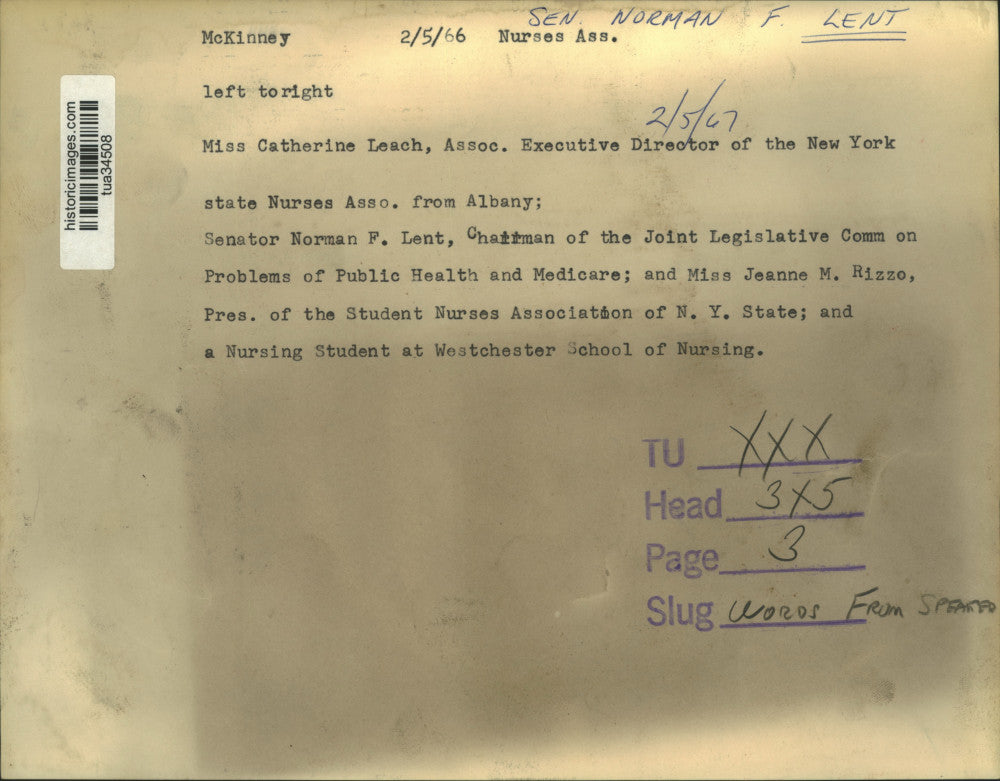 SEN. NORMAN F. LENT
McKinney 2/5/66 Nurses Ass.
left to right
2/5/67
Miss Catherine Leach, Assoc. Executive Director of the New York
state Nurses Asso. from Albany;
Senator Norman F. Lent, Chairman of the Joint Legislative Comm on
Problems of Public Health and Medicare; and Miss Jeanne M. Rizzo,
Pres. of the Student Nurses Association of N. Y. State; and
a Nursing Student at Westchester School of Nursing.
historicimages.com
tua34508
TU XXX
Head 3X5
Page 3
Slug WORDS FROM